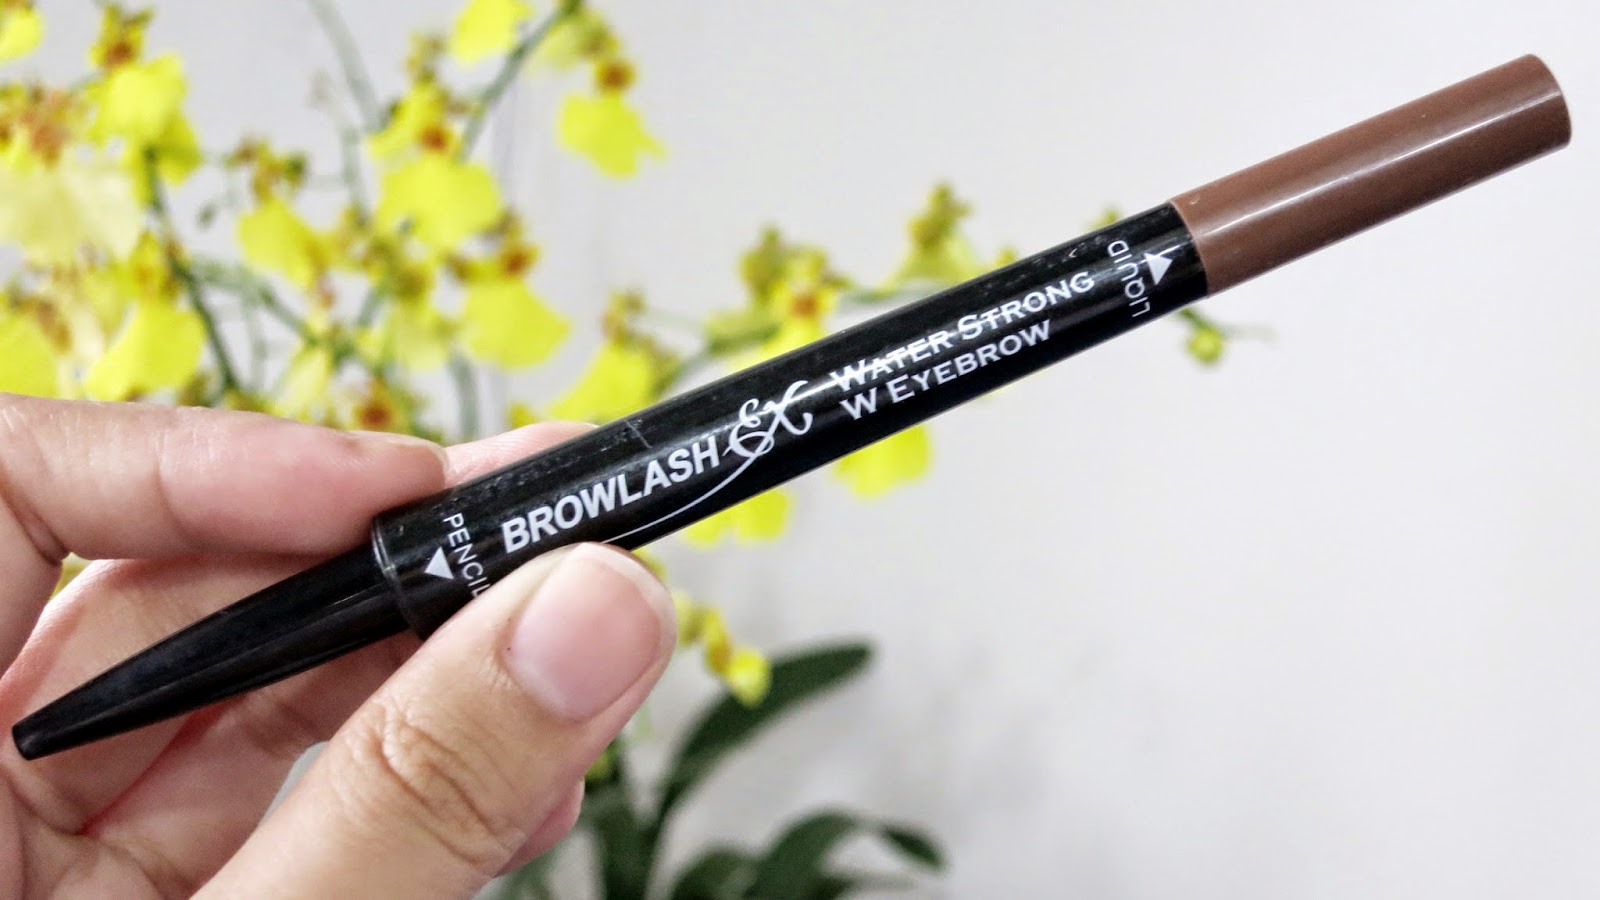 PENCIL
BROWLASH EX
WATER STRONG
W EYEBROW
LIQUID